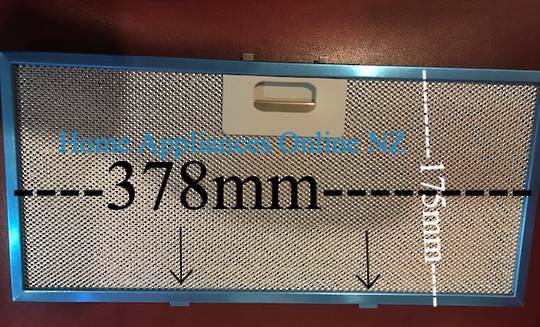 Home Appliances Online NZ
----378mm--------
-------175mm---